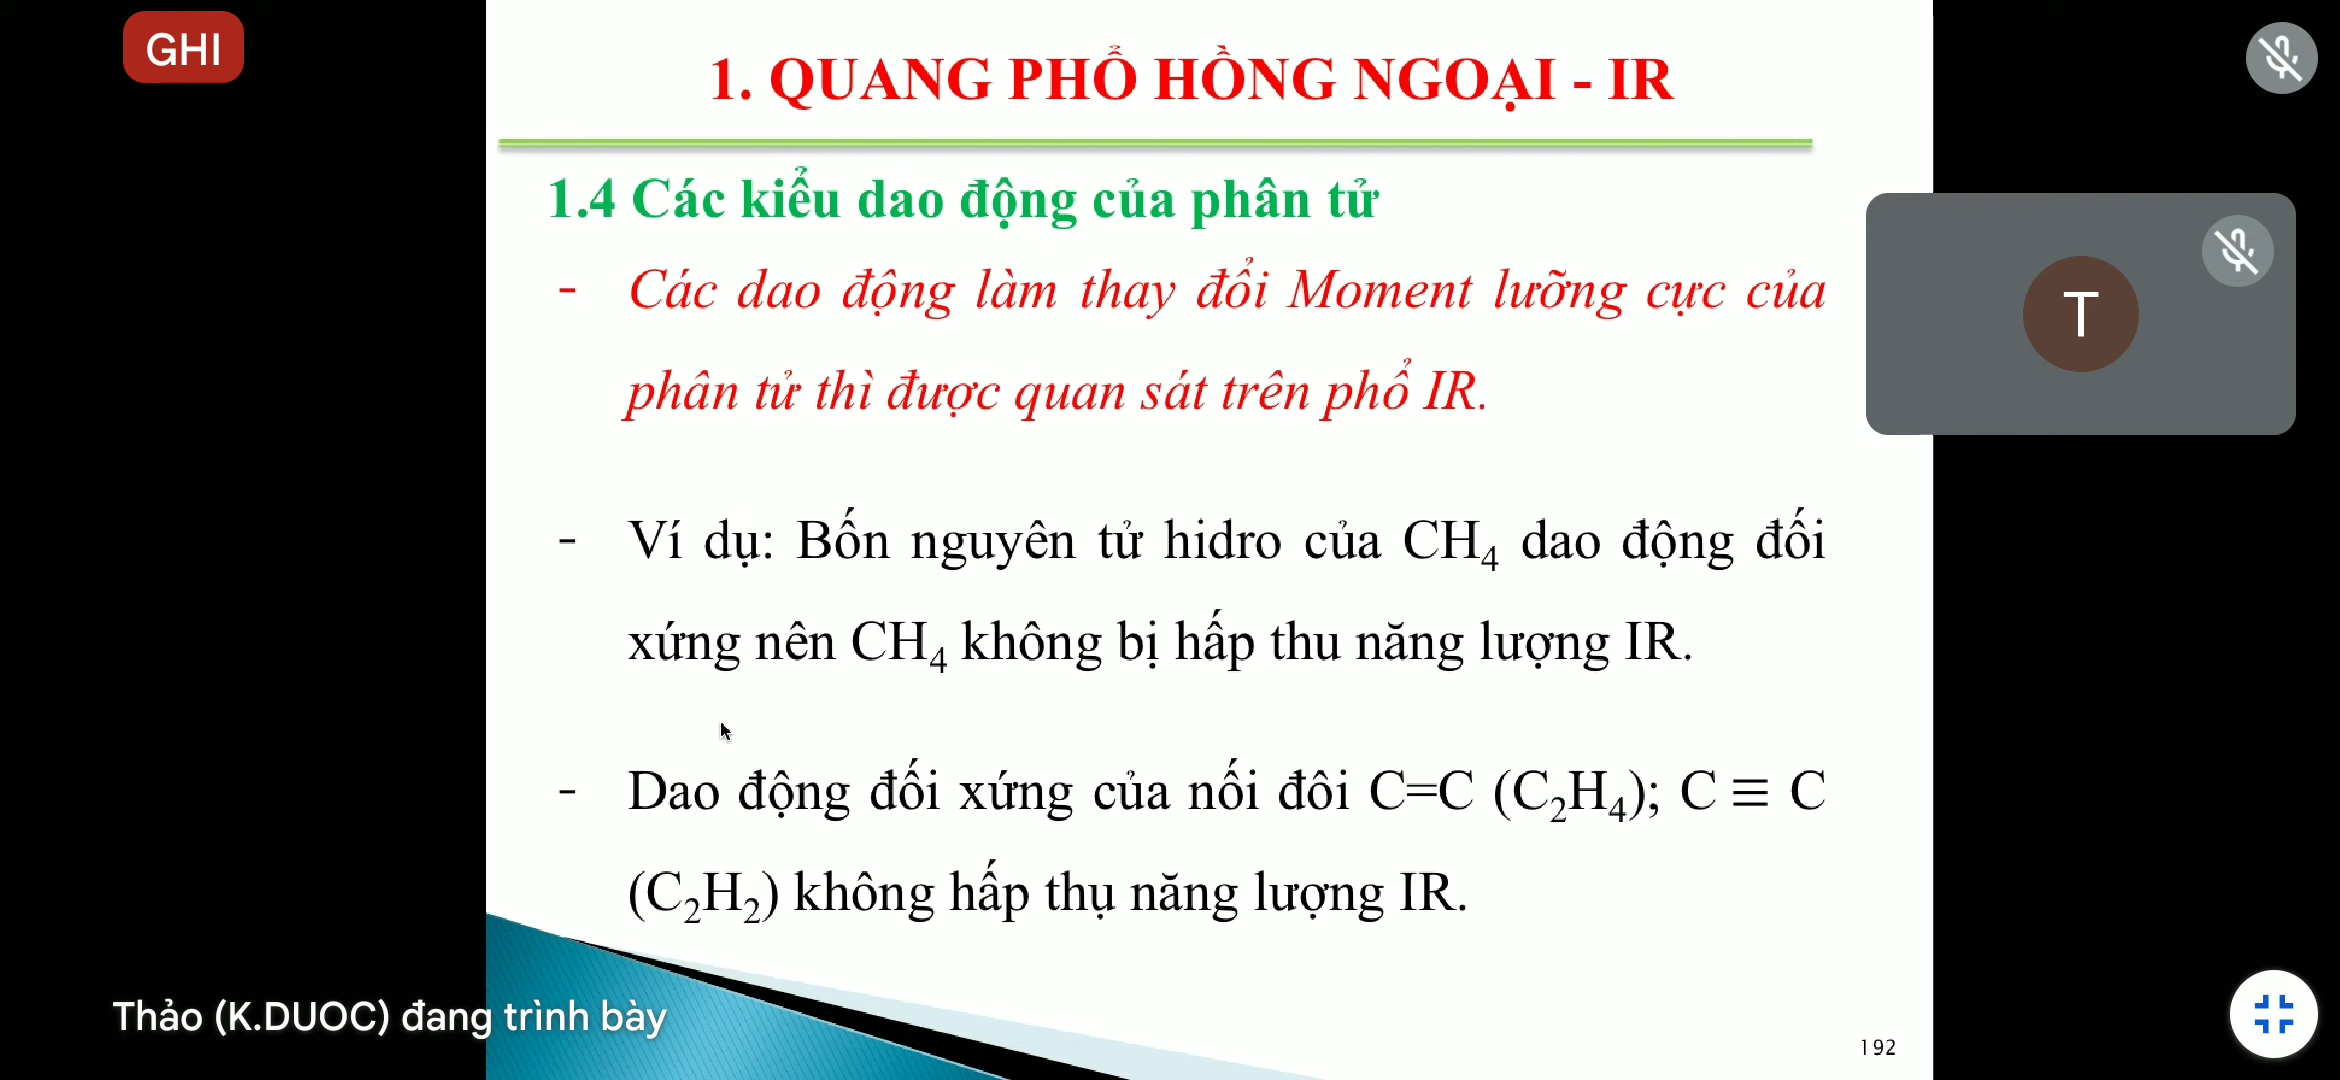 GHI
1. QUANG PHỔ HỒNG NGOẠI - IR
1.4 Các kiểu dao động của phân tử
- Các dao động làm thay đổi Moment lưỡng cực của
phân tử thì được quan sát trên phổ IR.
T
- Ví dụ: Bốn nguyên tử hidro của CH₄ dao động đối
xứng nên CH₄ không bị hấp thu năng lượng IR.
- Dao động đối xứng của nối đôi C=C (C₂H₄); C ≡ C
(C₂H₂) không hấp thụ năng lượng IR.
Thảo (K.DUOC) đang trình bày
192